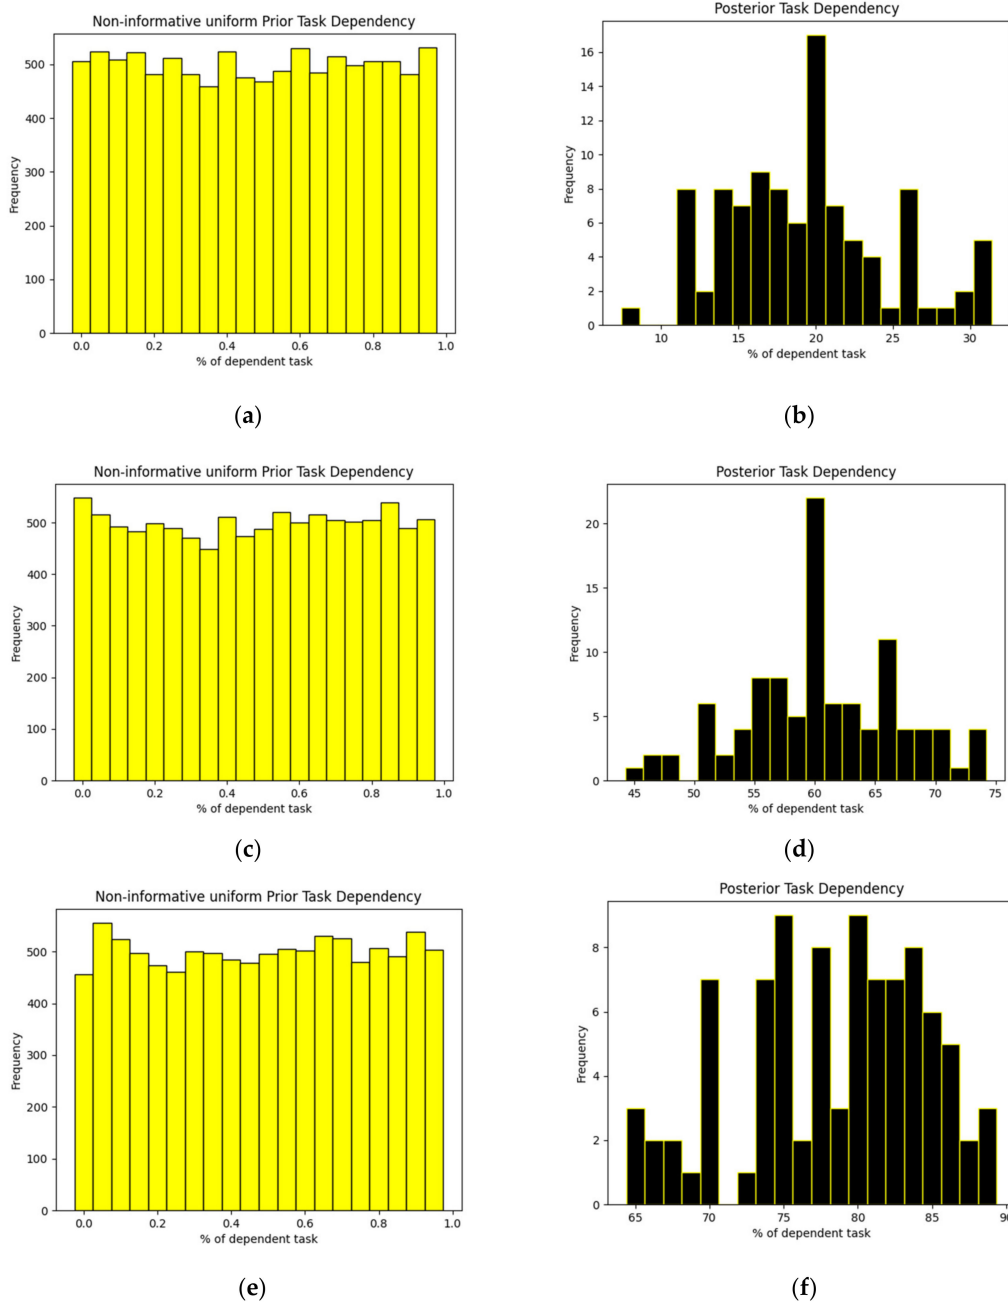 Non-informative uniform Prior Task Dependency
Frequency
500
400
300
200
100
0
0.0 0.2 0.4 0.6 0.8 1.0
% of dependent task
(a)
Posterior Task Dependency
Frequency
16
14
12
10
8
6
4
2
0
10 15 20 25 30
% of dependent task
(b)
Non-informative uniform Prior Task Dependency
Frequency
500
400
300
200
100
0
0.0 0.2 0.4 0.6 0.8 1.0
% of dependent task
(c)
Posterior Task Dependency
Frequency
20
15
10
5
0
45 50 55 60 65 70 75
% of dependent task
(d)
Non-informative uniform Prior Task Dependency
Frequency
500
400
300
200
100
0
0.0 0.2 0.4 0.6 0.8 1.0
% of dependent task
(e)
Posterior Task Dependency
Frequency
8
6
4
2
0
65 70 75 80 85
% of dependent task
(f)